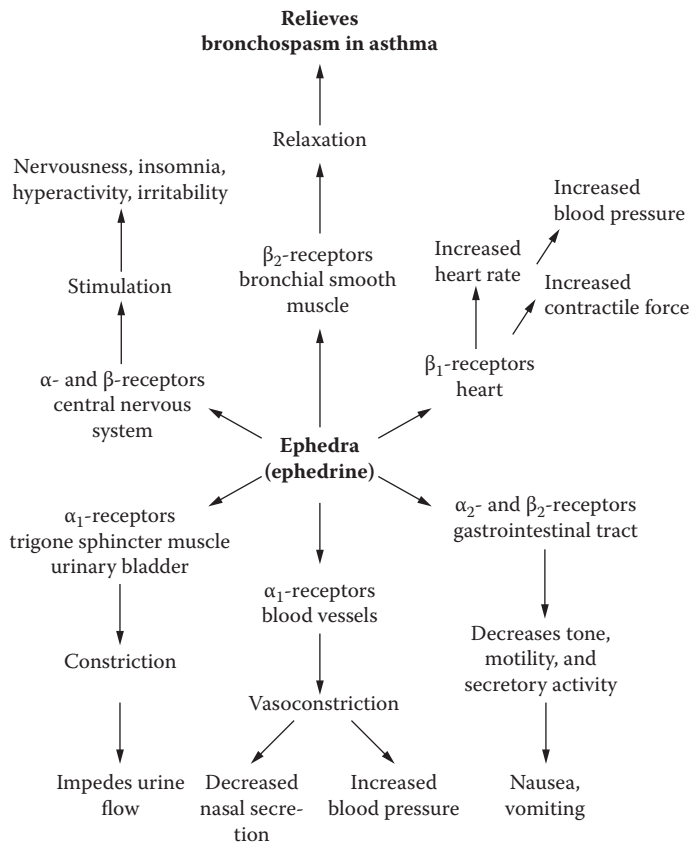 Relieves
bronchospasm in asthma
Relaxation
Nervousness, insomnia,
hyperactivity, irritability
Increased
blood pressure
β₂-receptors
bronchial smooth
muscle
Increased
heart rate
Stimulation
Increased
contractile force
α- and β-receptors
central nervous
system
β₁-receptors
heart
Ephedra
(ephedrine)
α₁-receptors
trigone sphincter muscle
urinary bladder
α₂- and β₂-receptors
gastrointestinal tract
α₁-receptors
blood vessels
Constriction
Decreases tone,
motility, and
secretory activity
Vasoconstriction
Impedes urine
flow
Decreased
nasal secre-
tion
Increased
blood pressure
Nausea,
vomiting